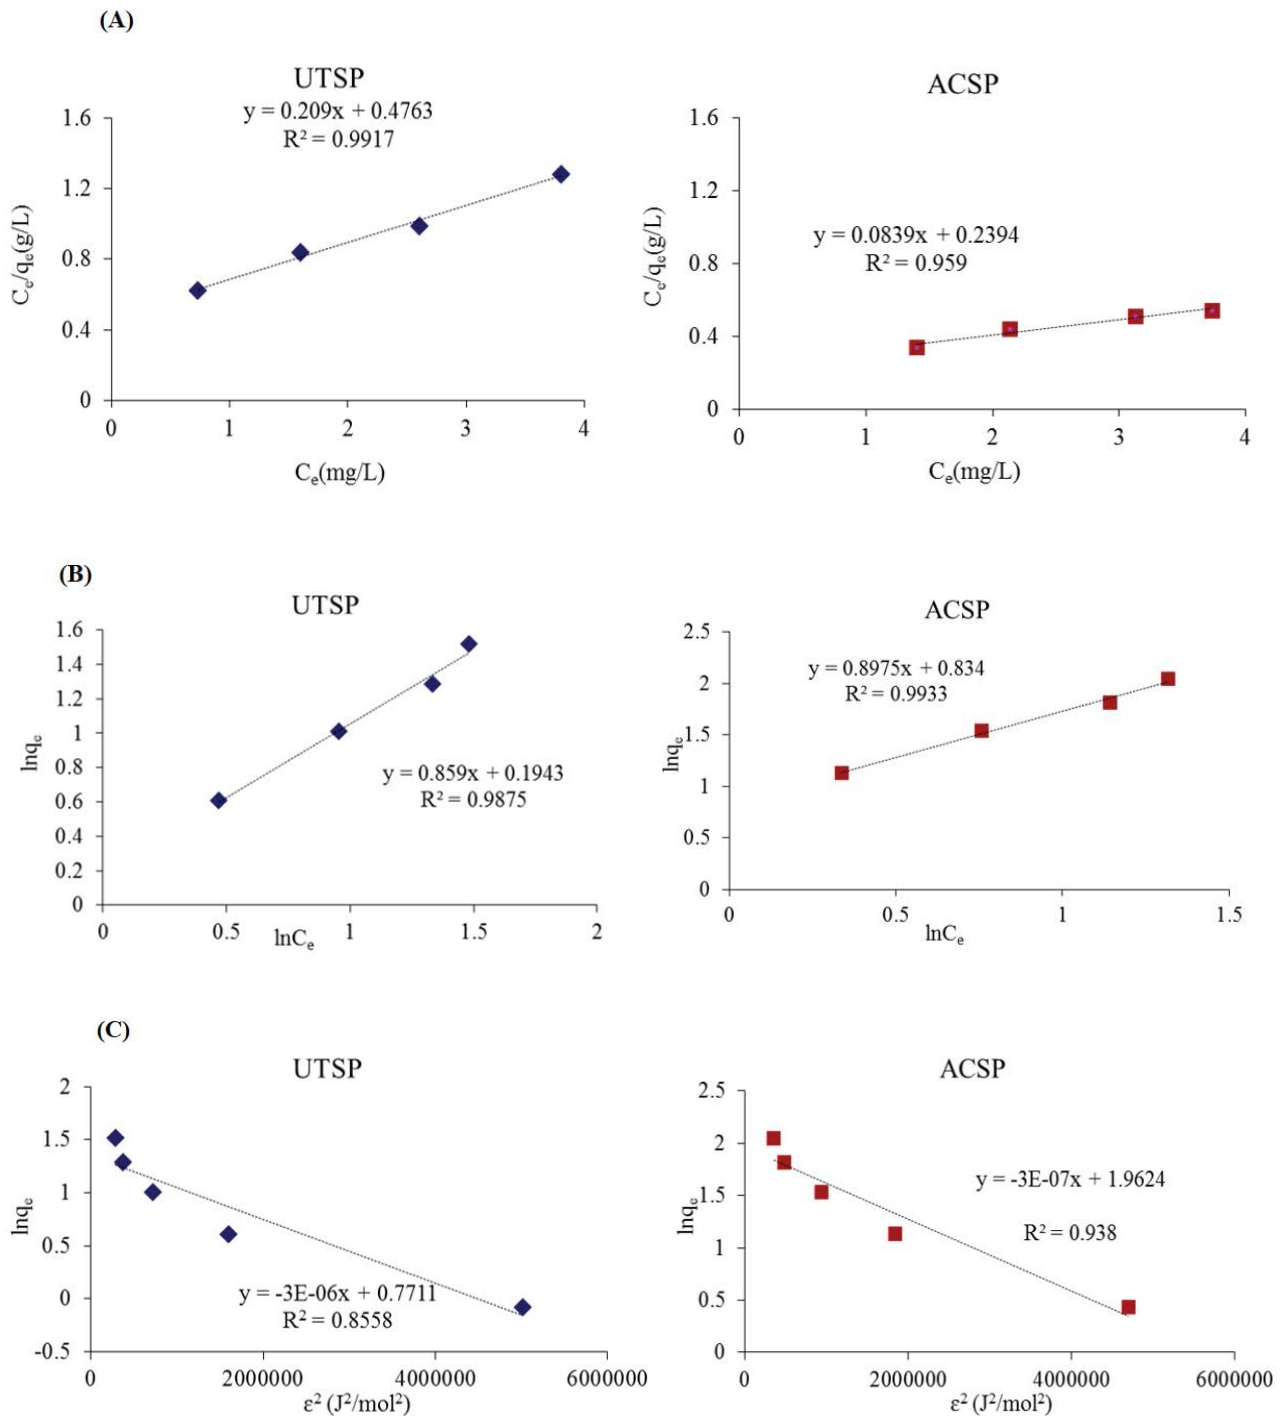 (A)
UTSP
y = 0.209x + 0.4763
R² = 0.9917
1.6
1.2
0.8
0.4
0
0 1 2 3 4
Ce/qe(g/L)
Ce(mg/L)
ACSP
y = 0.0839x + 0.2394
R² = 0.959
1.6
1.2
0.8
0.4
0
0 1 2 3 4
Ce/qe(g/L)
Ce(mg/L)
(B)
UTSP
y = 0.859x + 0.1943
R² = 0.9875
1.6
1.4
1.2
1
0.8
0.6
0.4
0.2
0
0 0.5 1 1.5 2
lnqe
lnCe
ACSP
y = 0.8975x + 0.834
R² = 0.9933
2.5
2
1.5
1
0.5
0
0 0.5 1 1.5
lnqe
lnCe
(C)
UTSP
y = -3E-06x + 0.7711
R² = 0.8558
2
1.5
1
0.5
0
-0.5
0 2000000 4000000 6000000
lnqe
ε² (J²/mol²)
ACSP
y = -3E-07x + 1.9624
R² = 0.938
2.5
2
1.5
1
0.5
0
0 2000000 4000000 6000000
lnqe
ε² (J²/mol²)